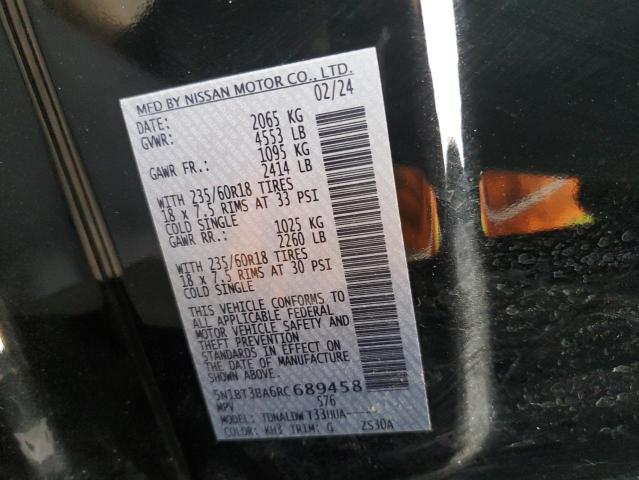 MFD BY NISSAN MOTOR CO., LTD.
DATE: 02/24
GVWR: 2065 KG
4553 LB
GAWR FR.: 1095 KG
2414 LB
WITH 235/60R18 TIRES
18 x 7.5 RIMS AT 33 PSI
COLD SINGLE
GAWR RR.: 1025 KG
2260 LB
WITH 235/60R18 TIRES
18 x 7.5 RIMS AT 30 PSI
COLD SINGLE
THIS VEHICLE CONFORMS TO
ALL APPLICABLE FEDERAL
MOTOR VEHICLE SAFETY AND
THEFT PREVENTION
STANDARDS IN EFFECT ON
THE DATE OF MANUFACTURE
SHOWN ABOVE.
5N1BT3BA6RC689458
MPV S76
MODEL:
COLOR: KH3 TRIM: G 2S30A